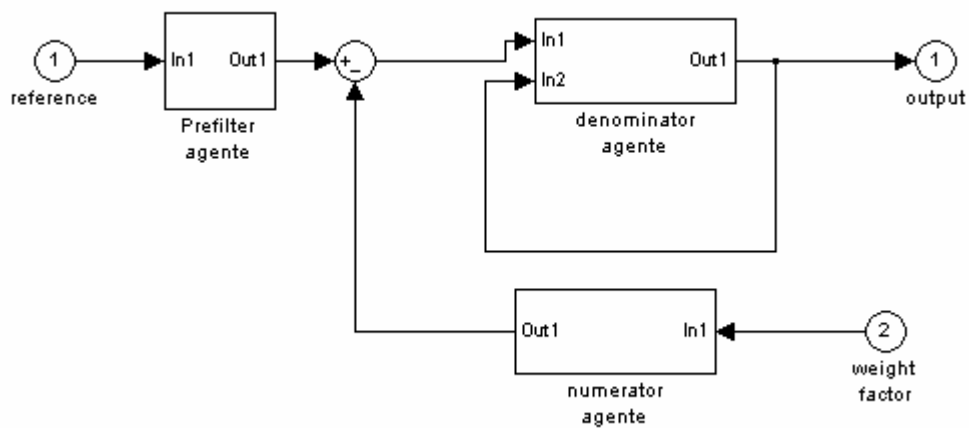 1
reference
In1 Out1
Prefilter
agente
+
−
In1
In2
Out1
denominator
agente
1
output
Out1 In1
numerator
agente
2
weight
factor